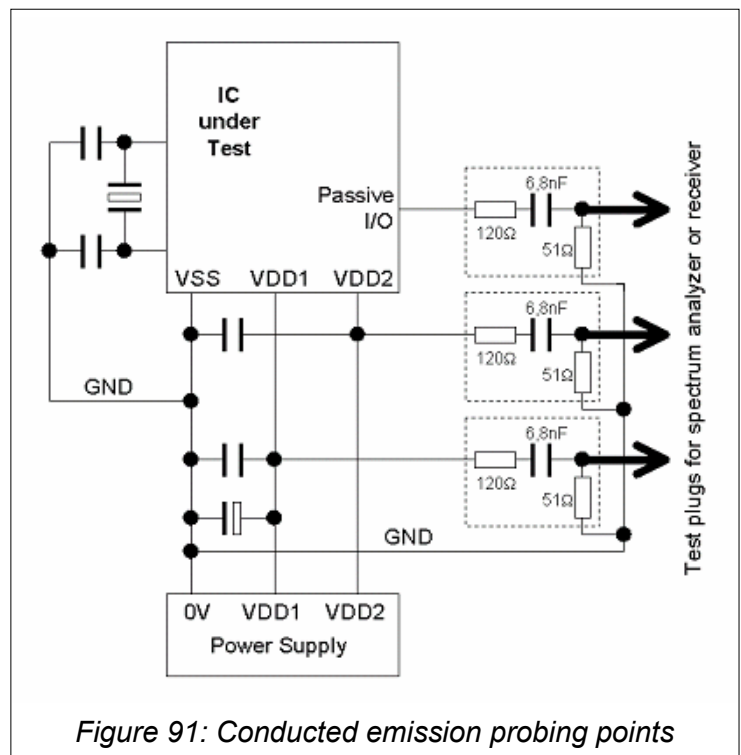 IC
under
Test
Passive
I/O
VSS VDD1 VDD2
6,8nF
120Ω
51Ω
6,8nF
120Ω
51Ω
6,8nF
120Ω
51Ω
GND
GND
0V VDD1 VDD2
Power Supply
Test plugs for spectrum analyzer or receiver
Figure 91: Conducted emission probing points